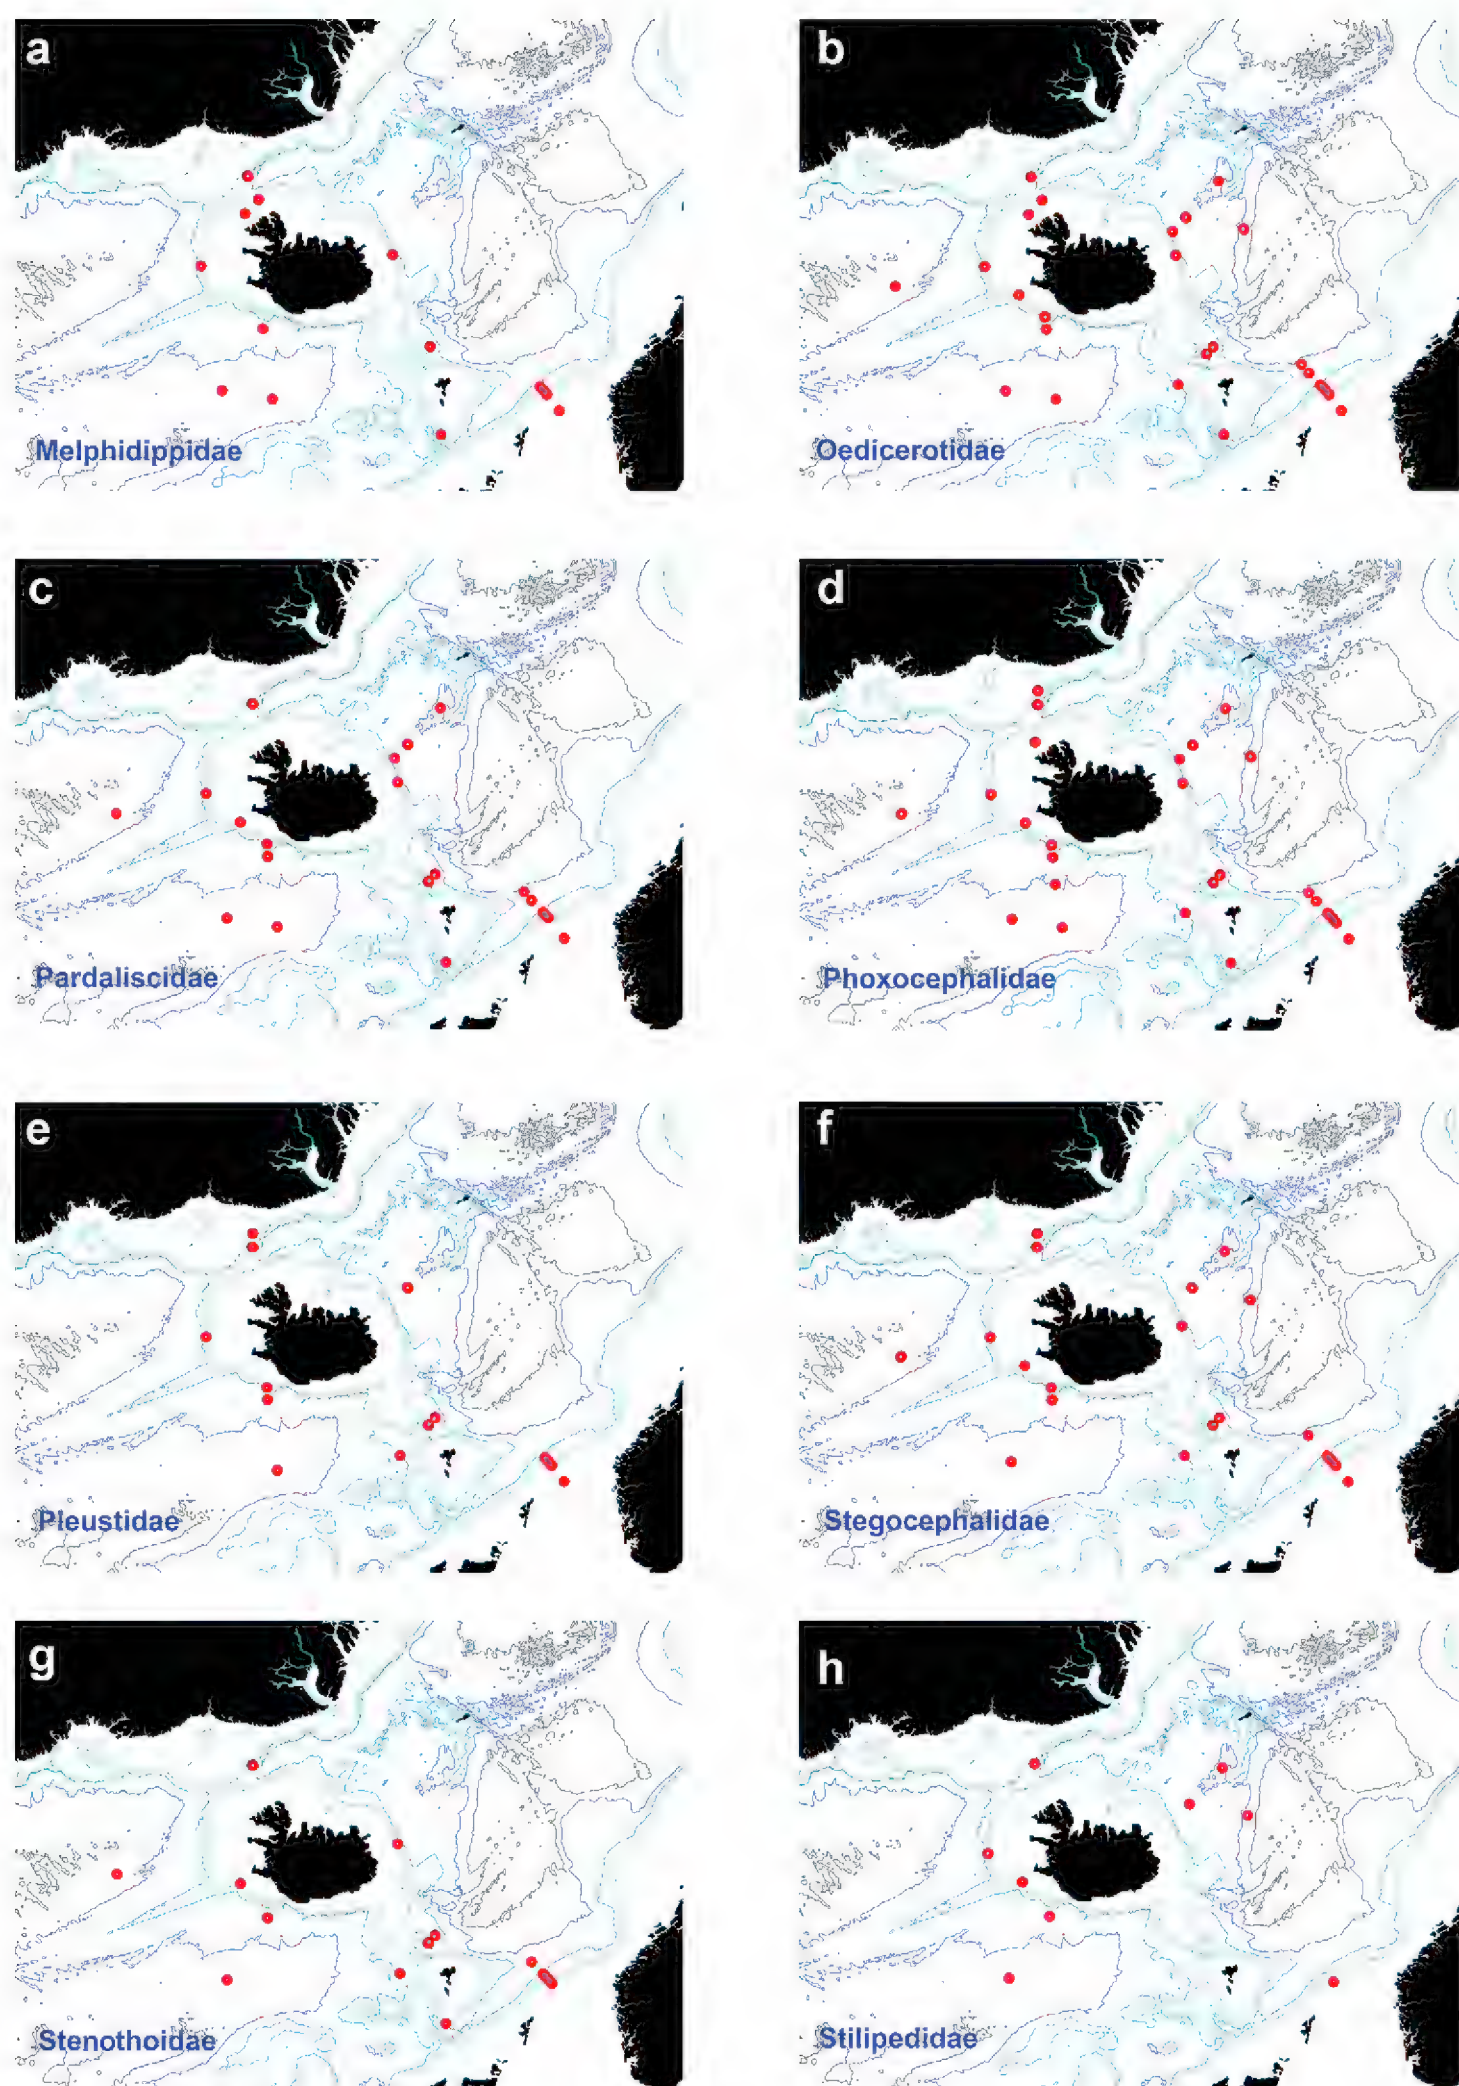 a
b
Melphidippidae
Oedicerotidae
c
d
Pardaliscidae
Phoxocephalidae
e
f
Pleustidae
Stegocephalidae
g
h
Stenothoidae
Stilipedidae